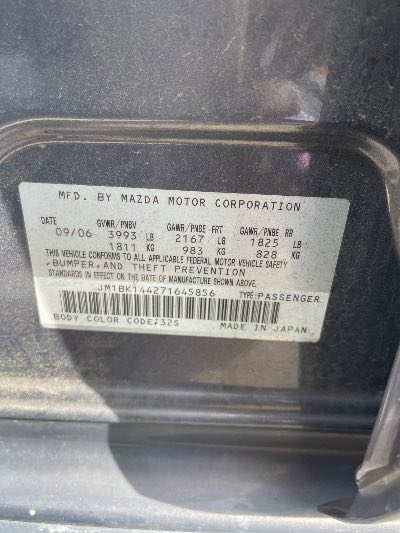 MFD. BY MAZDA MOTOR CORPORATION
DATE GVWR/PNBV GAWR/PNBE FRT GAWR/PNBE RR
09/06 3993 LB 2167 LB 1825 LB
1811 KG 983 KG 828 KG
THIS VEHICLE CONFORMS TO ALL APPLICABLE FEDERAL MOTOR VEHICLE SAFETY
,BUMPER,AND THEFT PREVENTION
STANDARDS IN EFFECT ON THE DATE OF MANUFACTURE SHOWN ABOVE.
JM1BK144271645856 TYPE:PASSENGER
BODY COLOR CODE;32S MADE IN JAPAN